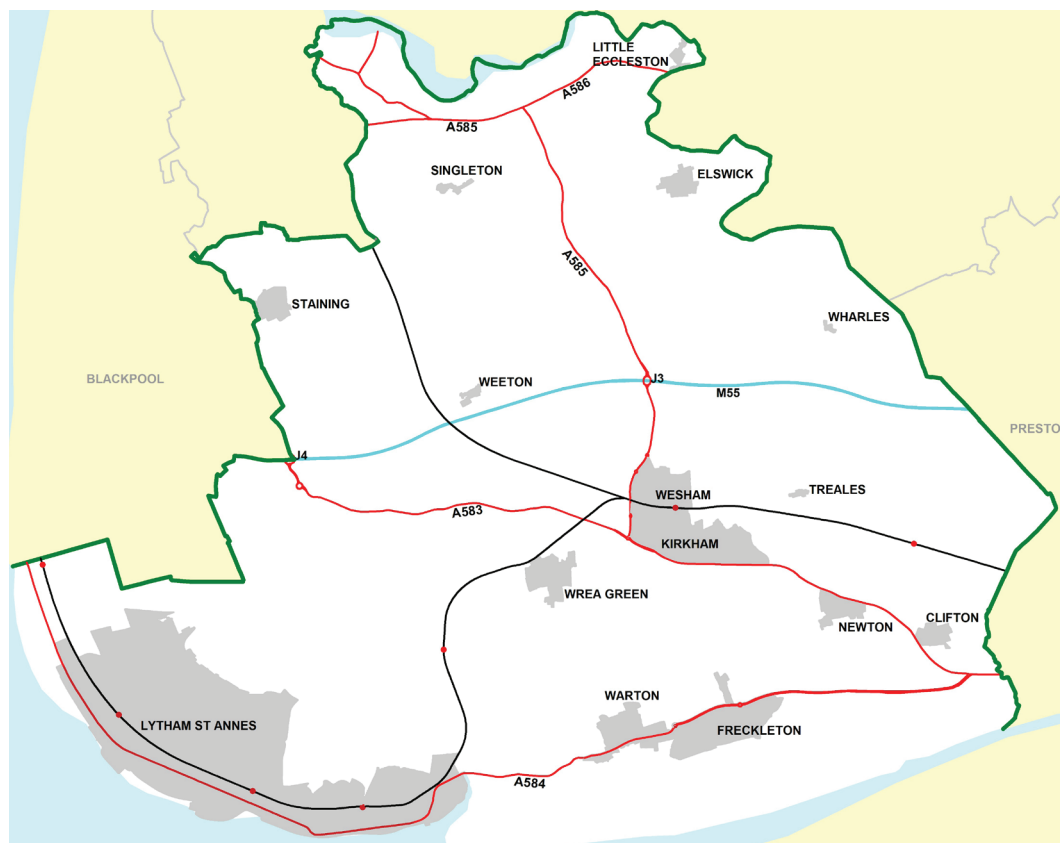 LITTLE
ECCLESTON
A586
A585
SINGLETON
ELSWICK
A585
STAINING
WHARLES
BLACKPOOL
J3
WEETON
M55
PRESTO
J4
TREALES
WESHAM
A583
KIRKHAM
WREA GREEN
NEWTON
CLIFTON
WARTON
LYTHAM ST ANNES
FRECKLETON
A584